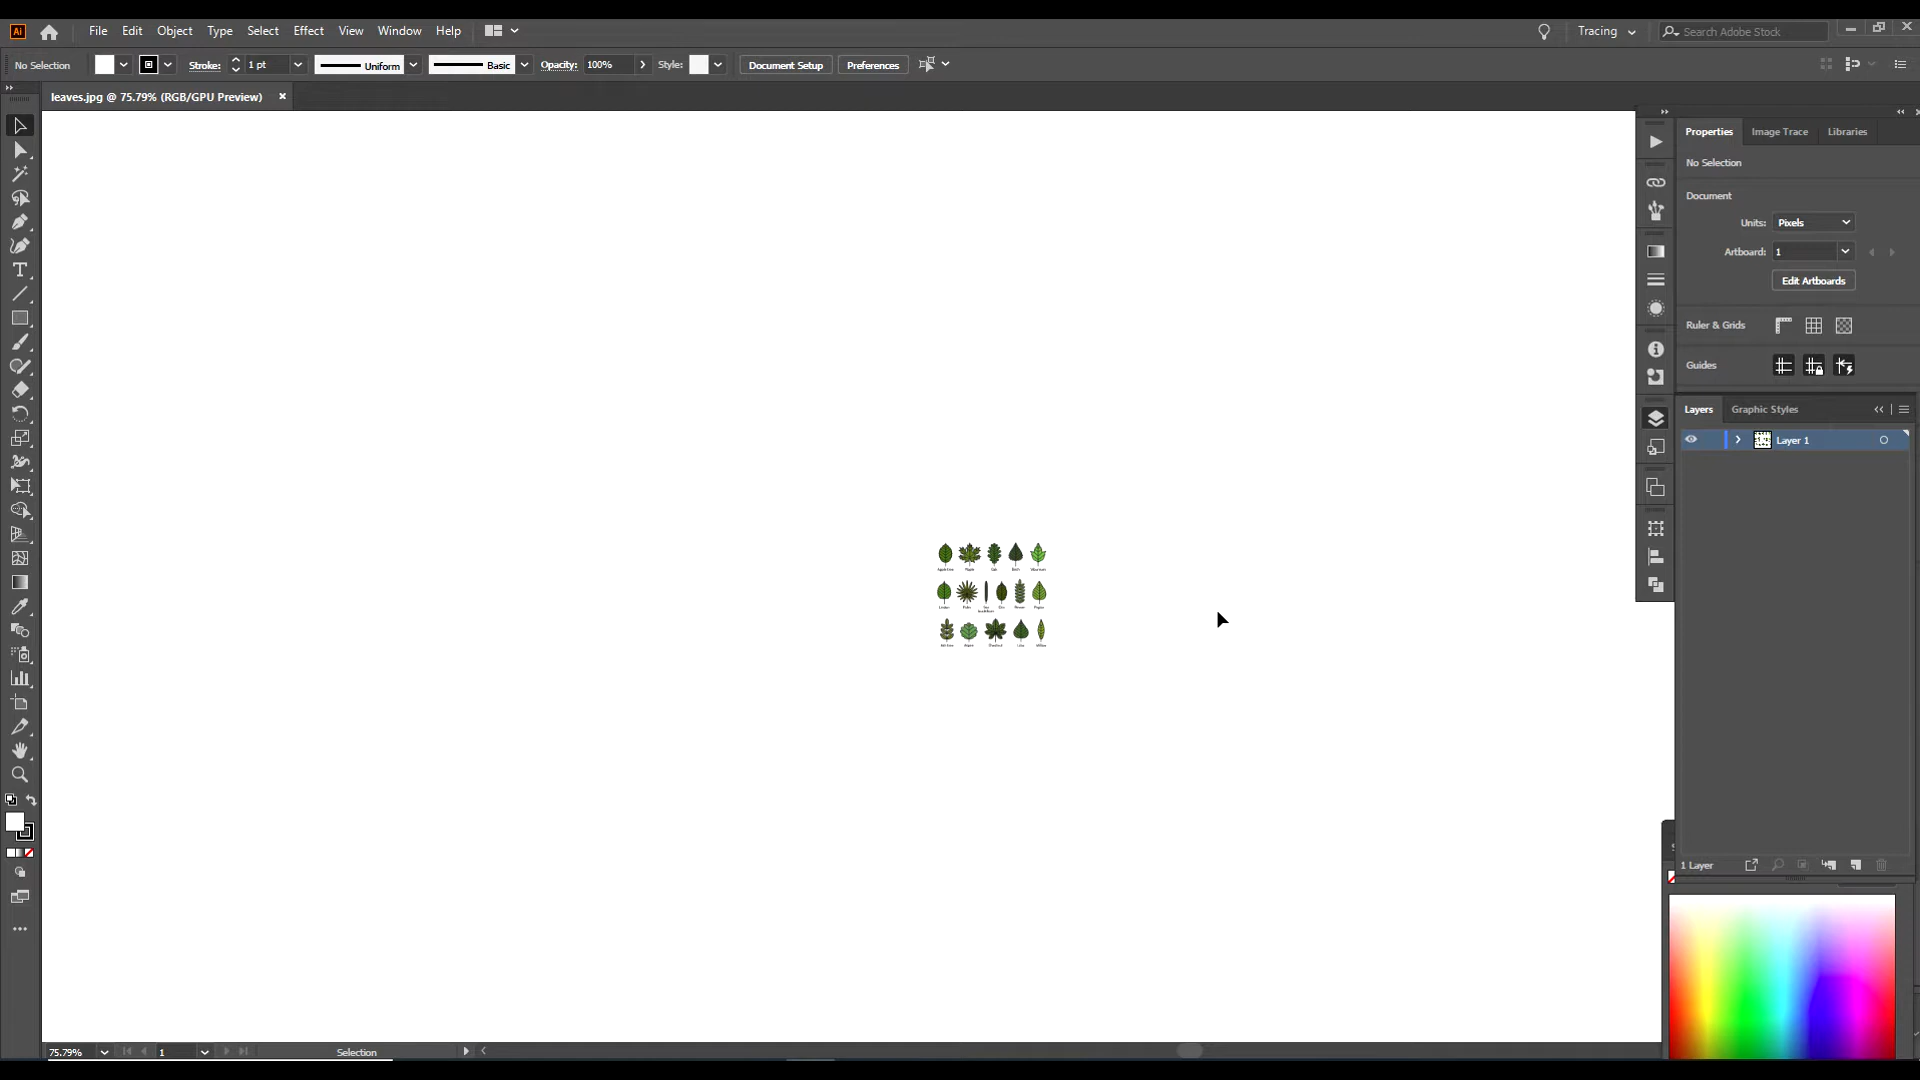 Ai File Edit Object Type Select Effect View Window Help Tracing Search Adobe Stock
No Selection Stroke: 1 pt Uniform Basic Opacity: 100% Style: Document Setup Preferences
leaves.jpg @ 75.79% (RGB/GPU Preview)
Properties Image Trace Libraries
No Selection
Document
Units: Pixels
Artboard: 1
Edit Artboards
Ruler & Grids
Guides
Layers Graphic Styles
Layer 1
1 Layer
75.79% 1 Selection